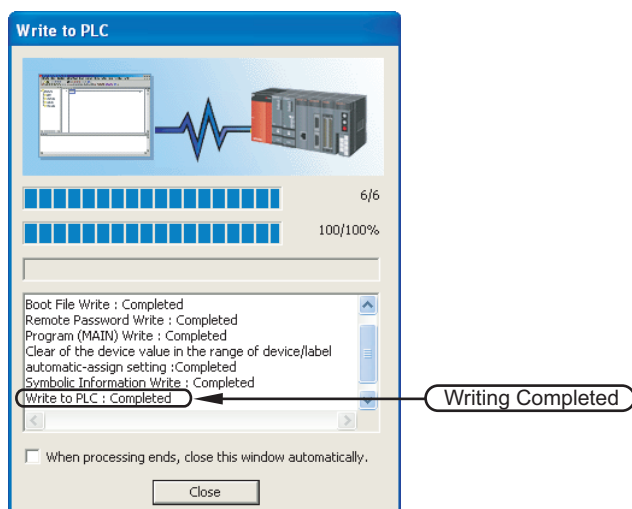 Write to PLC
6/6
100/100%
Boot File Write : Completed
Remote Password Write : Completed
Program (MAIN) Write : Completed
Clear of the device value in the range of device/label
automatic-assign setting :Completed
Symbolic Information Write : Completed
Write to PLC : Completed
Writing Completed
When processing ends, close this window automatically.
Close